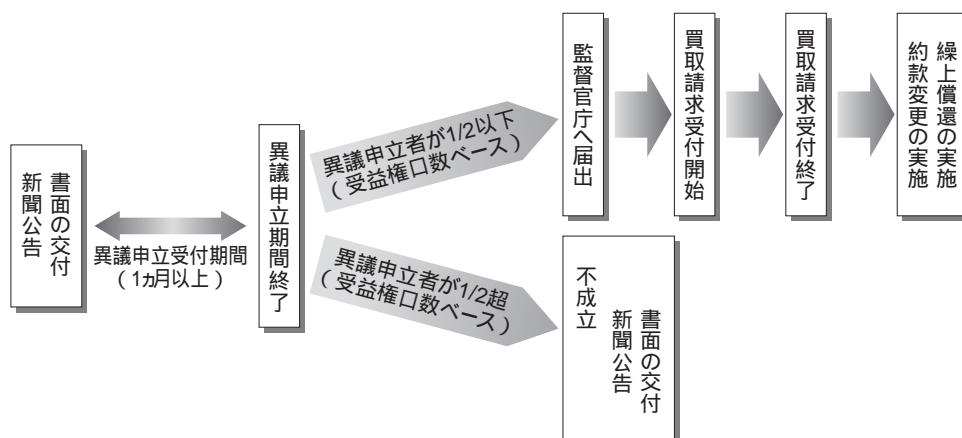 書面の交付
新聞公告
異議申立受付期間
（1ヵ月以上）
異議申立期間終了
異議申立者が1/2以下
（受益権口数ベース）
監督官庁へ届出
買取請求受付開始
買取請求受付終了
繰上償還の実施
約款変更の実施
異議申立者が1/2超
（受益権口数ベース）
不成立
書面の交付
新聞公告